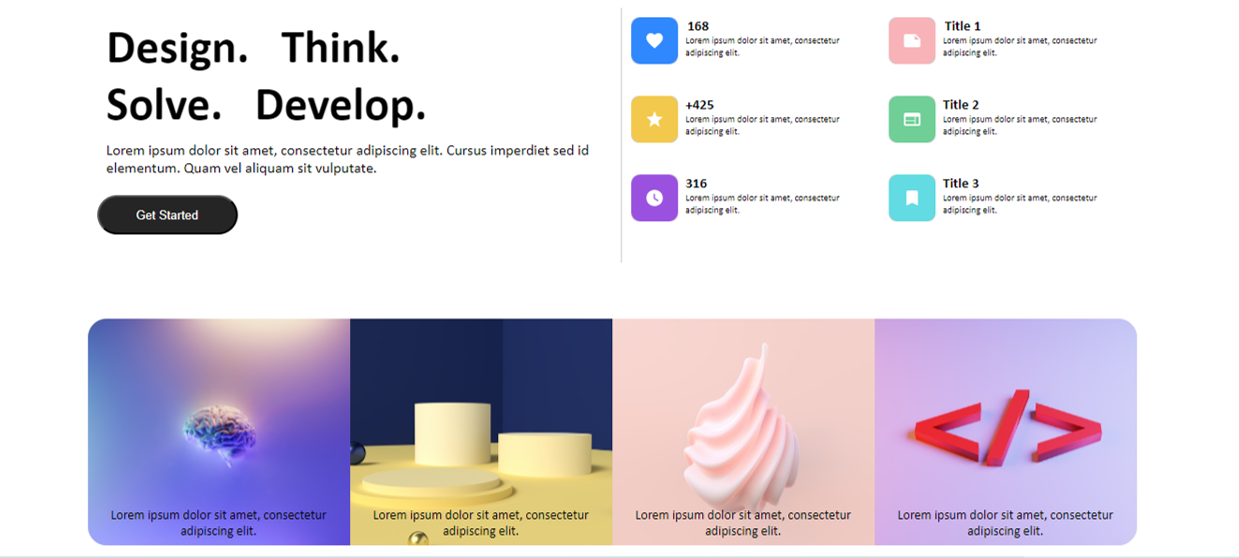 Design. Think.
Solve. Develop.
Lorem ipsum dolor sit amet, consectetur adipiscing elit. Cursus imperdiet sed id
elementum. Quam vel aliquam sit vulputate.
Get Started
168
Lorem ipsum dolor sit amet, consectetur
adipiscing elit.
+425
Lorem ipsum dolor sit amet, consectetur
adipiscing elit.
316
Lorem ipsum dolor sit amet, consectetur
adipiscing elit.
Title 1
Lorem ipsum dolor sit amet, consectetur
adipiscing elit.
Title 2
Lorem ipsum dolor sit amet, consectetur
adipiscing elit.
Title 3
Lorem ipsum dolor sit amet, consectetur
adipiscing elit.
Lorem ipsum dolor sit amet, consectetur
adipiscing elit.
Lorem ipsum dolor sit amet, consectetur
adipiscing elit.
Lorem ipsum dolor sit amet, consectetur
adipiscing elit.
</>
Lorem ipsum dolor sit amet, consectetur
adipiscing elit.